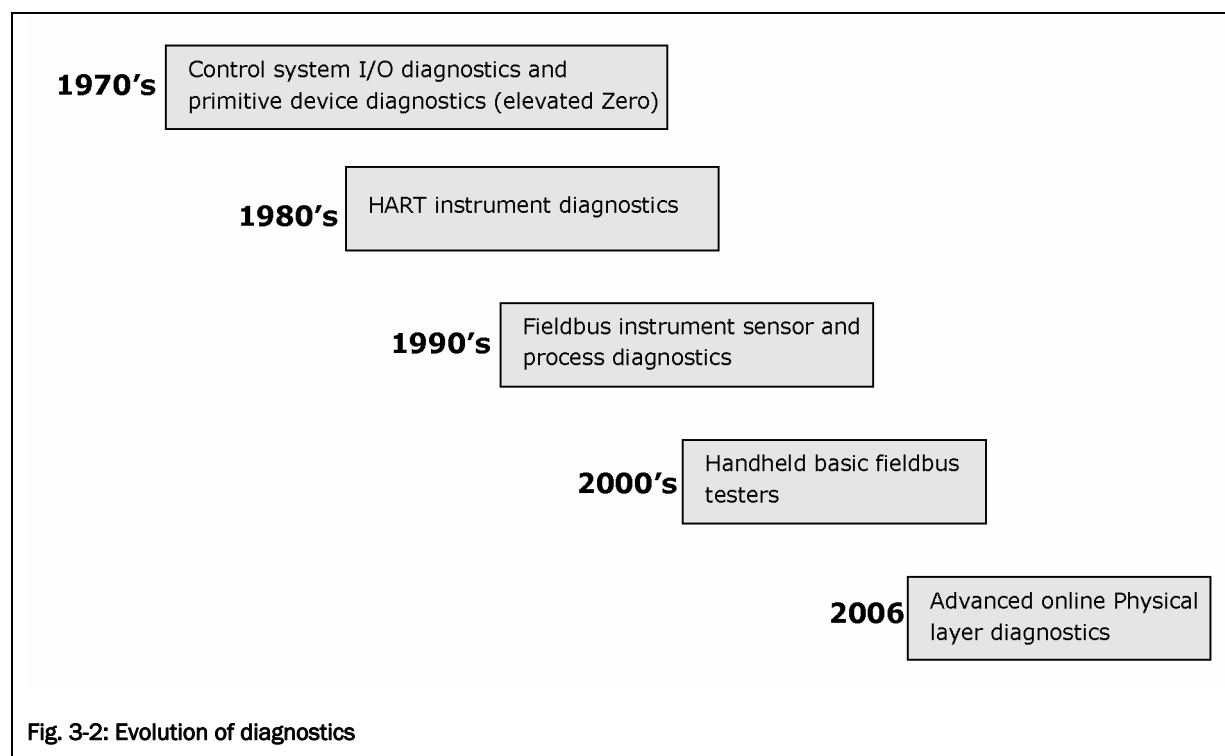 1970’s
Control system I/O diagnostics and
primitive device diagnostics (elevated Zero)
1980’s
HART instrument diagnostics
1990’s
Fieldbus instrument sensor and
process diagnostics
2000’s
Handheld basic fieldbus
testers
2006
Advanced online Physical
layer diagnostics
Fig. 3-2: Evolution of diagnostics